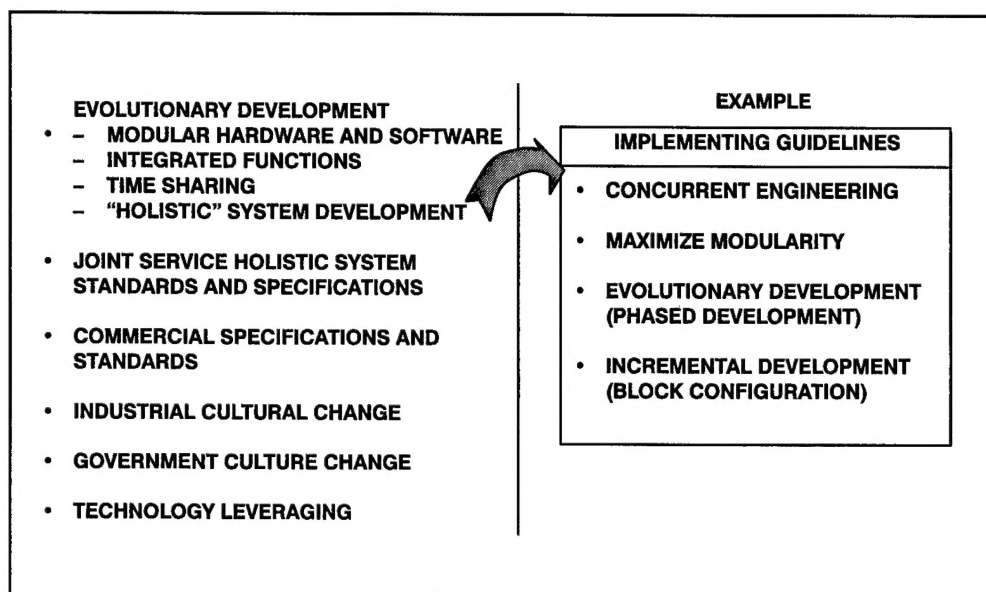 EVOLUTIONARY DEVELOPMENT
• – MODULAR HARDWARE AND SOFTWARE
– INTEGRATED FUNCTIONS
– TIME SHARING
– “HOLISTIC” SYSTEM DEVELOPMENT
• JOINT SERVICE HOLISTIC SYSTEM
STANDARDS AND SPECIFICATIONS
• COMMERCIAL SPECIFICATIONS AND
STANDARDS
• INDUSTRIAL CULTURAL CHANGE
• GOVERNMENT CULTURE CHANGE
• TECHNOLOGY LEVERAGING
EXAMPLE
IMPLEMENTING GUIDELINES
• CONCURRENT ENGINEERING
• MAXIMIZE MODULARITY
• EVOLUTIONARY DEVELOPMENT
(PHASED DEVELOPMENT)
• INCREMENTAL DEVELOPMENT
(BLOCK CONFIGURATION)